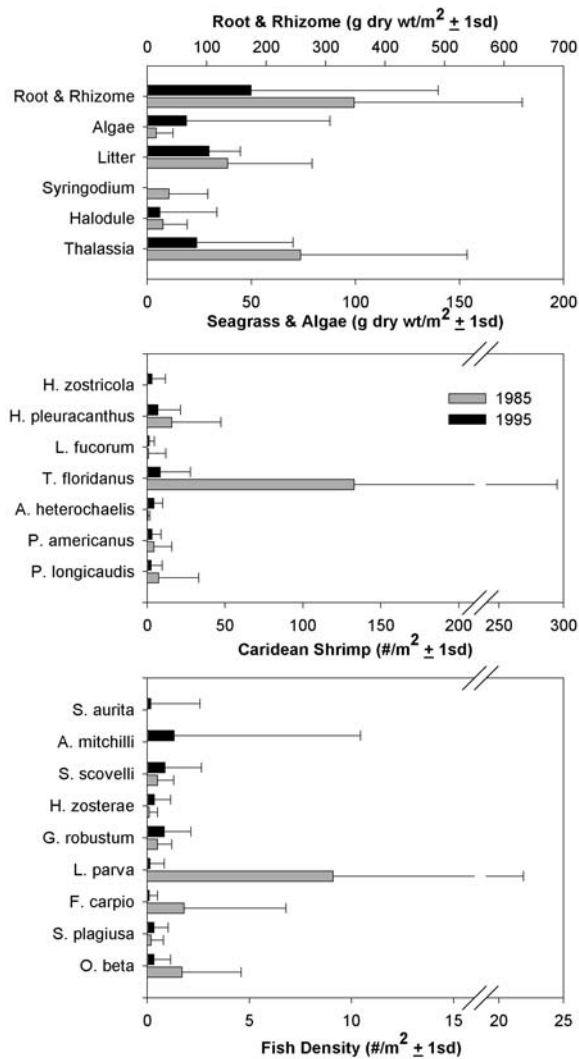 Root & Rhizome (g dry wt/m² ± 1sd)
0 100 200 300 400 500 600 700
Root & Rhizome
Algae
Litter
Syringodium
Halodule
Thalassia
0 50 100 150 200
Seagrass & Algae (g dry wt/m² ± 1sd)
H. zostricola
H. pleuracanthus
L. fucorum
T. floridanus
A. heterochaelis
P. americanus
P. longicaudis
1985
1995
0 50 100 150 200 250 300
Caridean Shrimp (#/m² ± 1sd)
S. aurita
A. mitchilli
S. scovelli
H. zosterae
G. robustum
L. parva
F. carpio
S. plagiusa
O. beta
0 5 10 15 20 25
Fish Density (#/m² ± 1sd)